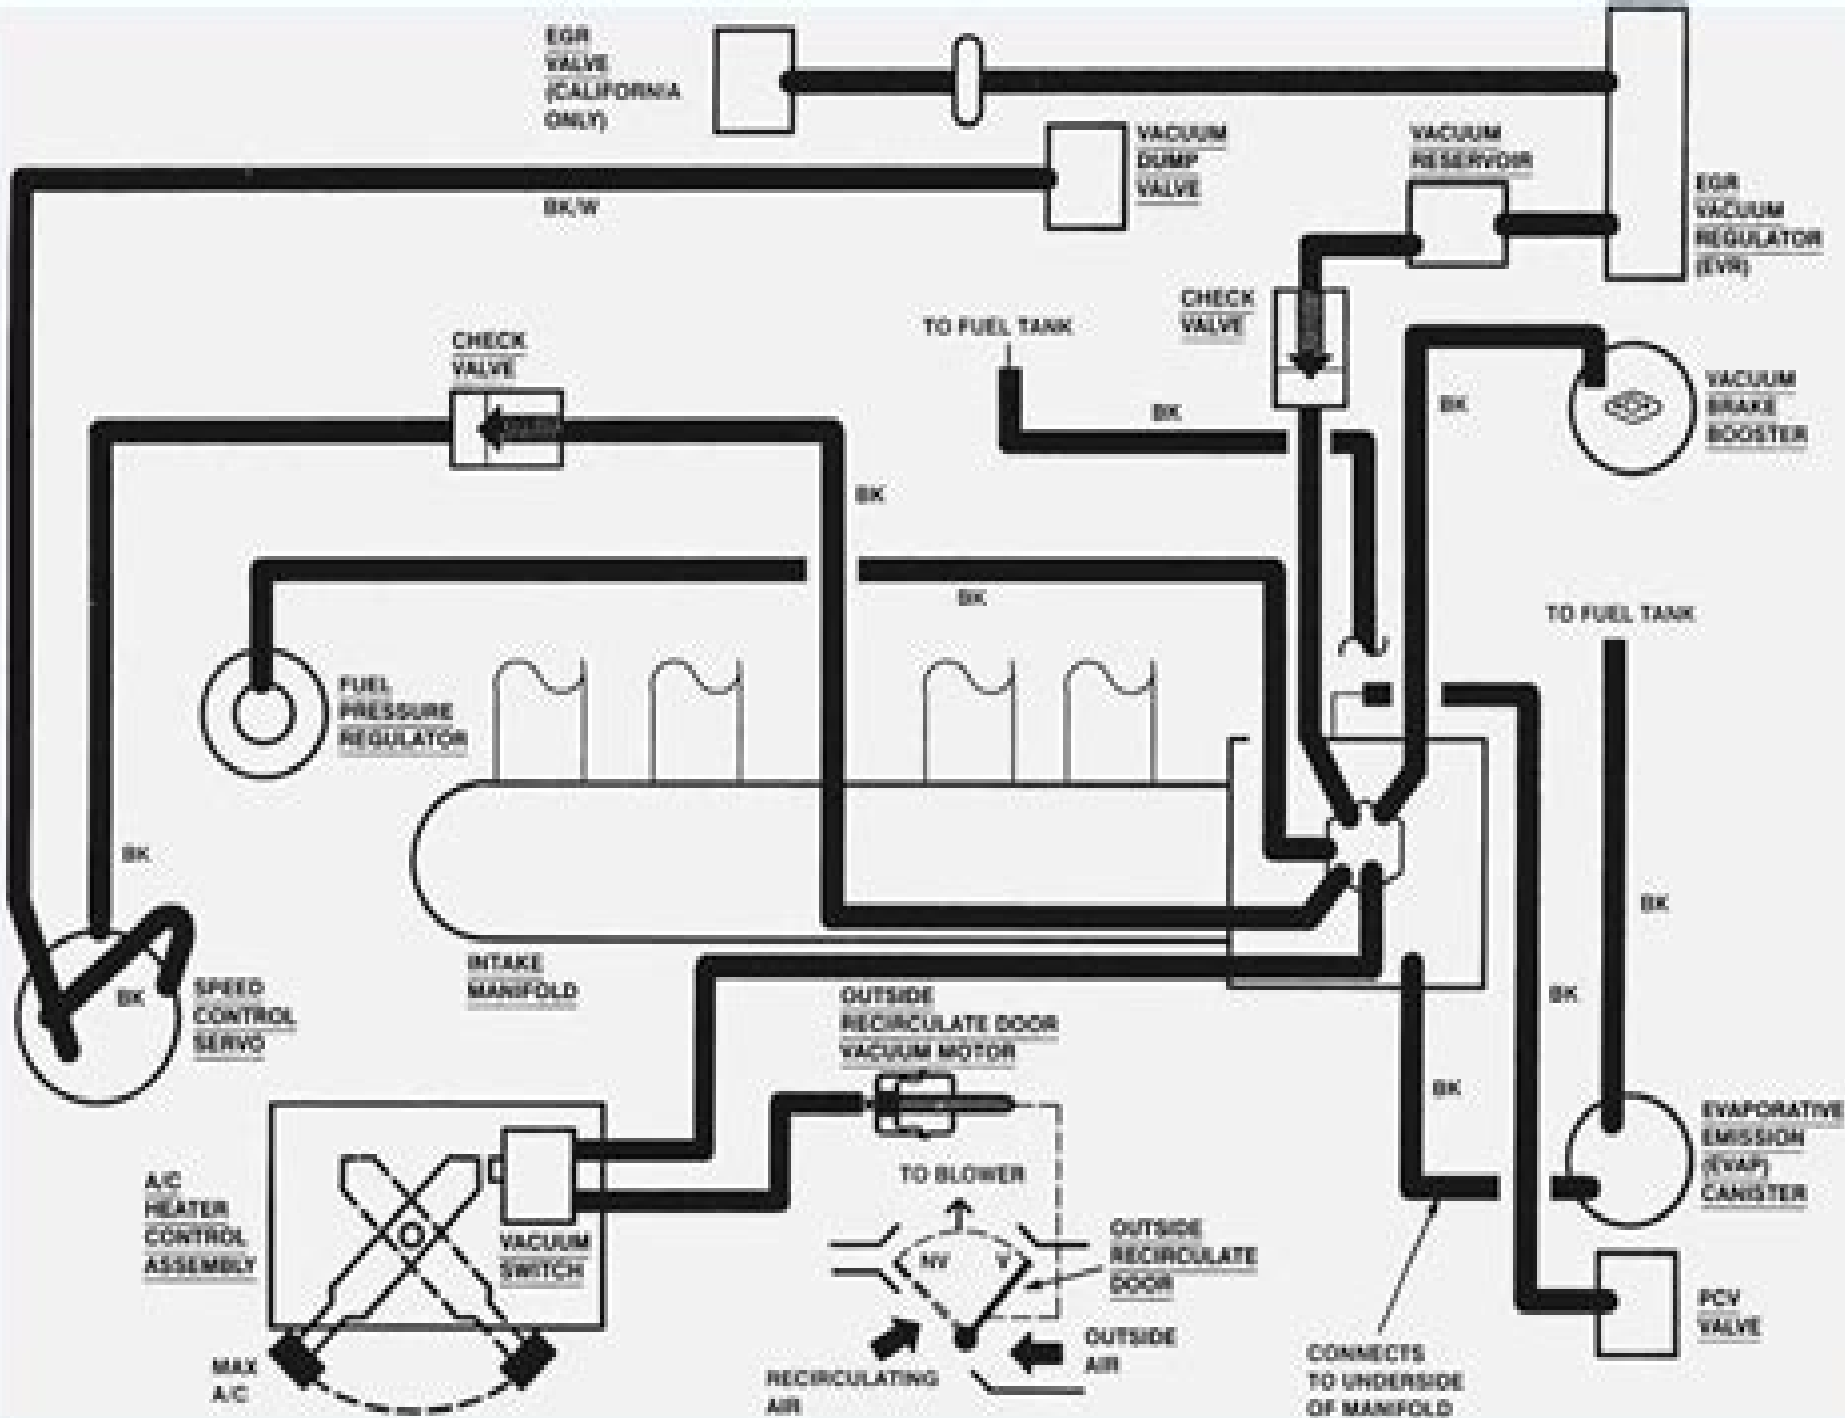 EGR
VALVE
(CALIFORNIA
ONLY)
VACUUM
DUMP
VALVE
VACUUM
RESERVOIR
EGR
VACUUM
REGULATOR
(EVR)
BK/W
CHECK
VALVE
TO FUEL TANK
CHECK
VALVE
BK
BK
VACUUM
BRAKE
BOOSTER
BK
BK
TO FUEL TANK
FUEL
PRESSURE
REGULATOR
BK
BK
INTAKE
MANIFOLD
BK
SPEED
CONTROL
SERVO
BK
OUTSIDE
RECIRCULATE DOOR
VACUUM MOTOR
BK
EVAPORATIVE
EMISSION
(EVAP)
CANISTER
A/C
HEATER
CONTROL
ASSEMBLY
VACUUM
SWITCH
TO BLOWER
NV
V
OUTSIDE
RECIRCULATE
DOOR
PCV
VALVE
MAX
A/C
RECIRCULATING
AIR
OUTSIDE
AIR
CONNECTS
TO UNDERSIDE
OF MANIFOLD